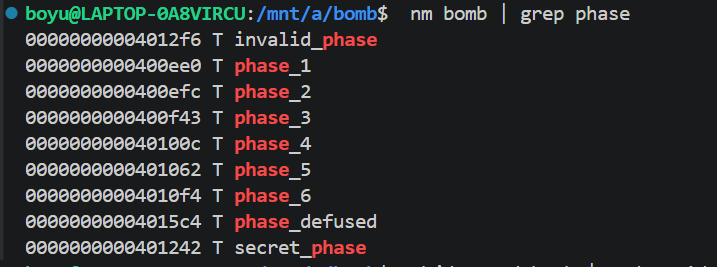 boyu@LAPTOP-0A8VIRCU:/mnt/a/bomb$  nm bomb | grep phase
00000000004012f6 T invalid_phase
0000000000400ee0 T phase_1
0000000000400efc T phase_2
0000000000400f43 T phase_3
000000000040100c T phase_4
0000000000401062 T phase_5
00000000004010f4 T phase_6
00000000004015c4 T phase_defused
0000000000401242 T secret_phase